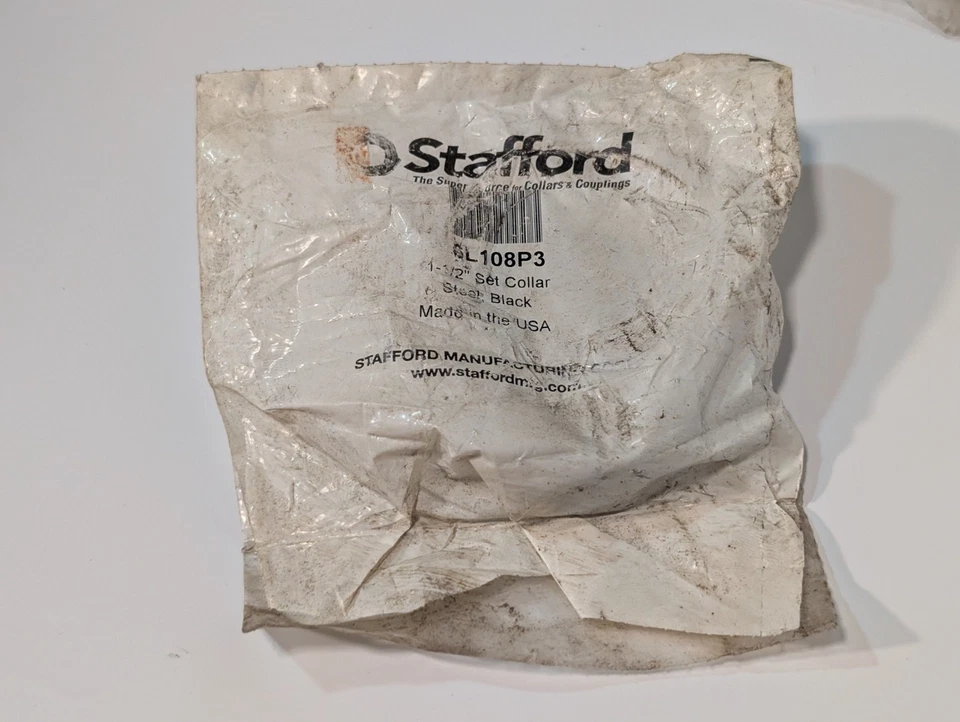 Stafford
The Super for Collars & Couplings
L108P3
1-1/2" Set Collar
Steel, Black
Made in the USA
STAFFORD MANUFACTURING
www.staffordmfg.com